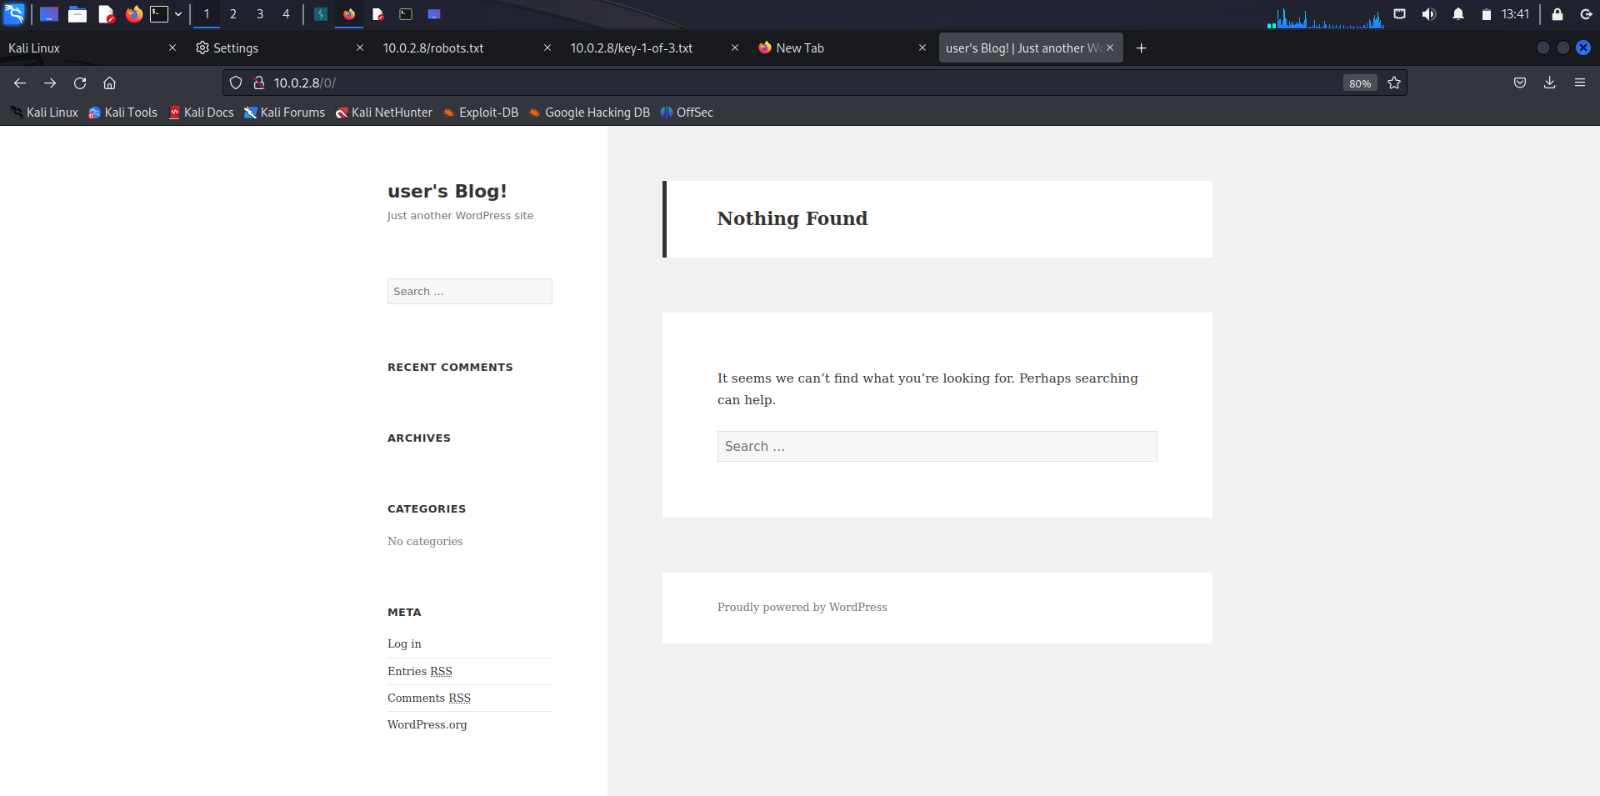 1 2 3 4 13:41
Kali Linux Settings 10.0.2.8/robots.txt 10.0.2.8/key-1-of-3.txt New Tab user's Blog! | Just another Wo
10.0.2.8/0/ 80%
Kali Linux Kali Tools Kali Docs Kali Forums Kali NetHunter Exploit-DB Google Hacking DB OffSec
user's Blog!
Just another WordPress site
Search ...
RECENT COMMENTS
ARCHIVES
CATEGORIES
No categories
META
Log in
Entries RSS
Comments RSS
WordPress.org
Nothing Found
It seems we can’t find what you’re looking for. Perhaps searching
can help.
Search ...
Proudly powered by WordPress